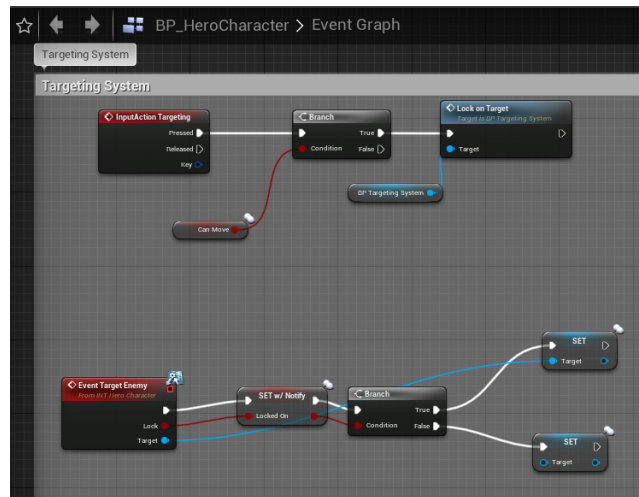 BP_HeroCharacter > Event Graph
Targeting System
Targeting System
InputAction Targeting
Pressed
Released
Key
Branch
True
Condition False
Lock on Target
Target is BP Targeting System
Target
BP Targeting System
Can Move
Event Target Enemy
From INT Hero Character
Lock
Target
SET w/ Notify
Locked On
Branch
True
Condition False
SET
Target
SET
Target